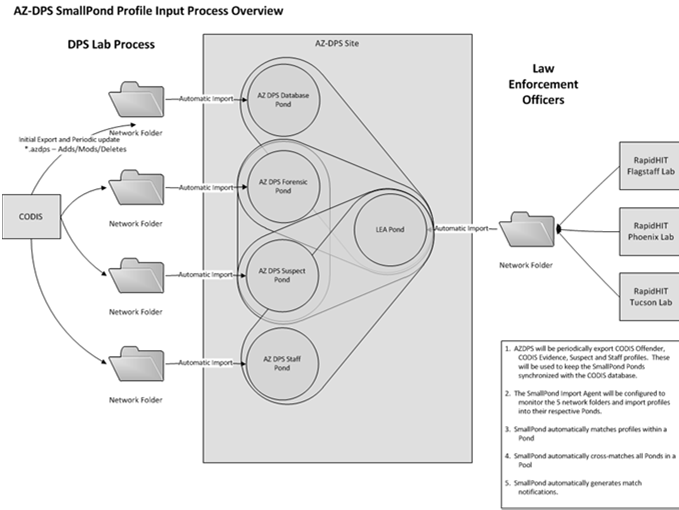 AZ-DPS SmallPond Profile Input Process Overview
DPS Lab Process
AZ-DPS Site
Law
Enforcement
Officers
Network Folder
Automatic Import
AZ DPS Database
Pond
Initial Export and Periodic update
*.azdps – Adds/Mods/Deletes
CODIS
Network Folder
Automatic Import
AZ DPS Forensic
Pond
LEA Pond
Automatic Import
Network Folder
RapidHIT
Flagstaff Lab
RapidHIT
Phoenix Lab
RapidHIT
Tucson Lab
Network Folder
Automatic Import
AZ DPS Suspect
Pond
Network Folder
Automatic Import
AZ DPS Staff
Pond
1. AZDPS will be periodically export CODIS Offender,
CODIS Evidence, Suspect and Staff profiles. These
will be used to keep the SmallPond Ponds
synchronized with the CODIS database.
2. The SmallPond Import Agent will be configured to
monitor the 5 network folders and import profiles
into their respective Ponds.
3. SmallPond automatically matches profiles within a
Pond
4. SmallPond automatically cross-matches all Ponds in a
Pool
5. SmallPond automatically generates match
notifications.